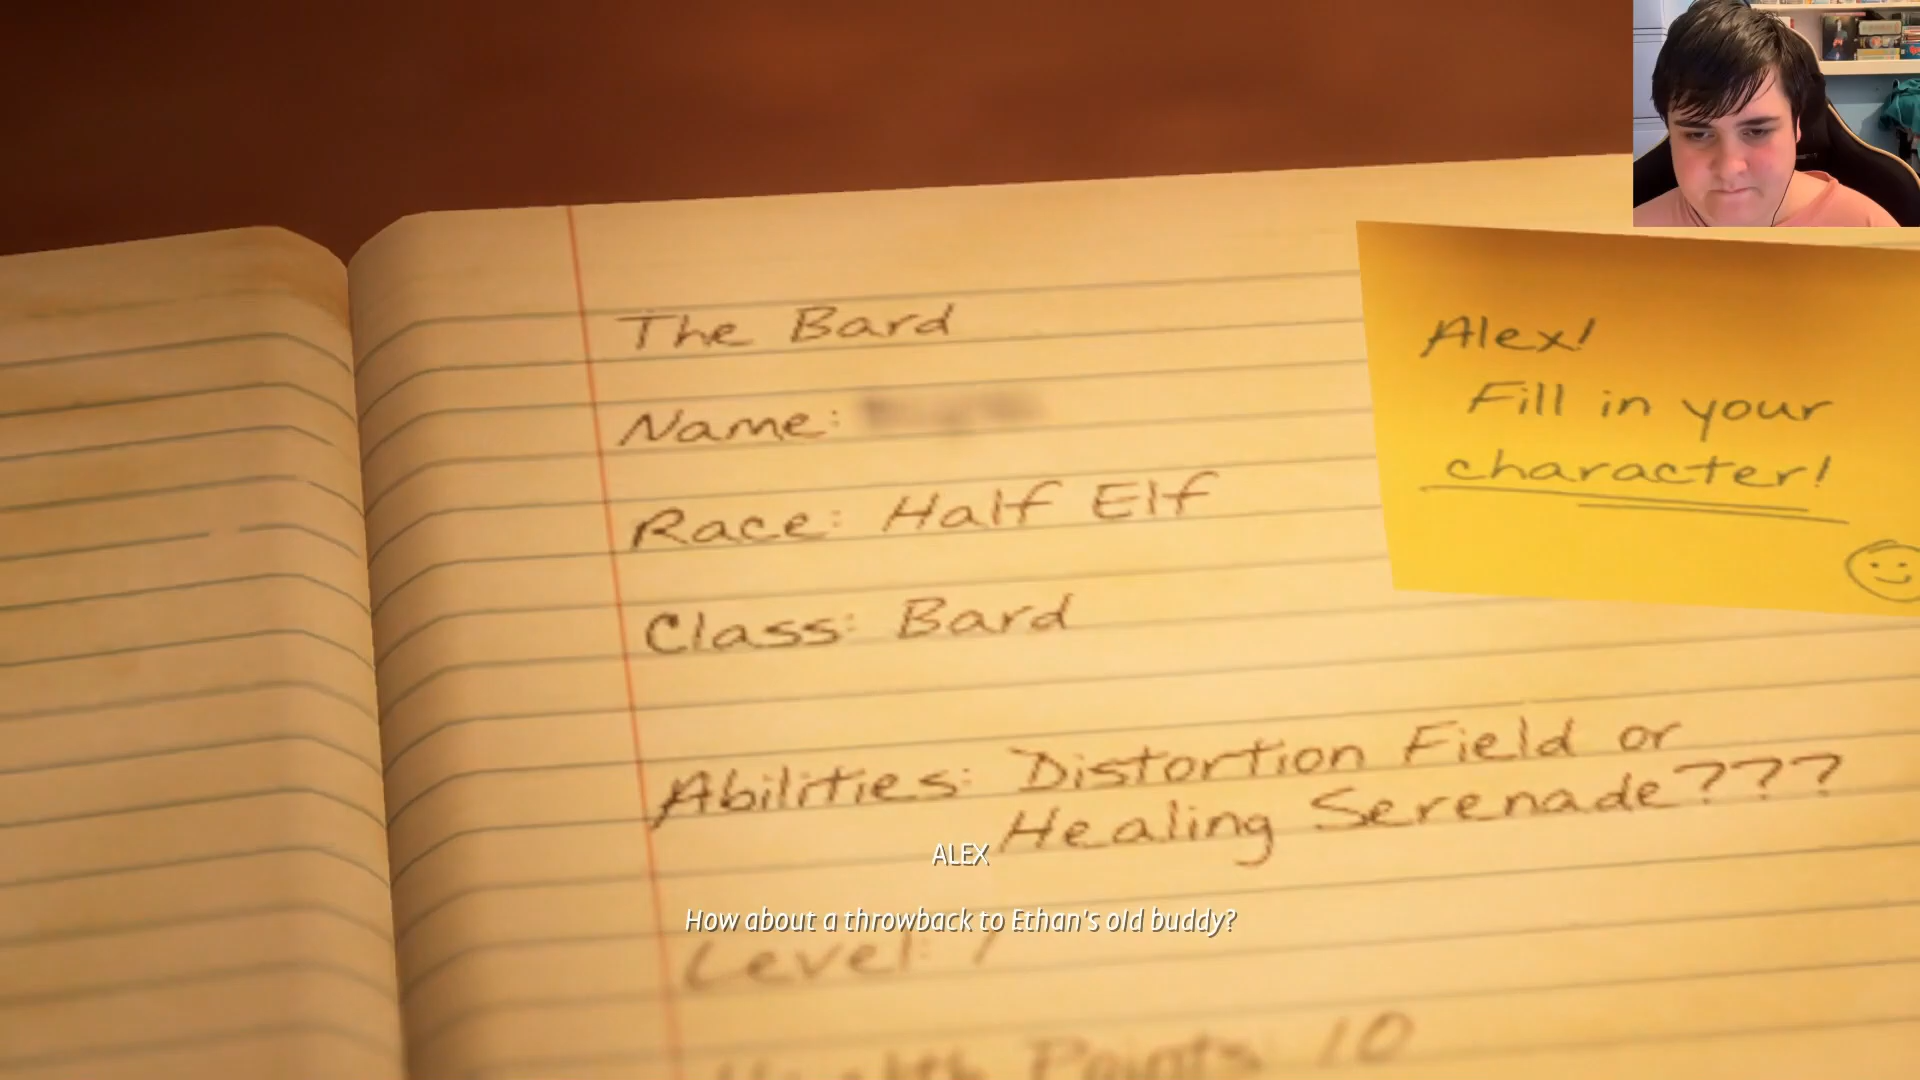 The Bard
Name:
Race: Half Elf
Class: Bard
Abilities: Distortion Field or
Healing Serenade???
Level: 1
Health Points 10
Alex!
Fill in your
character!
ALEX
How about a throwback to Ethan's old buddy?